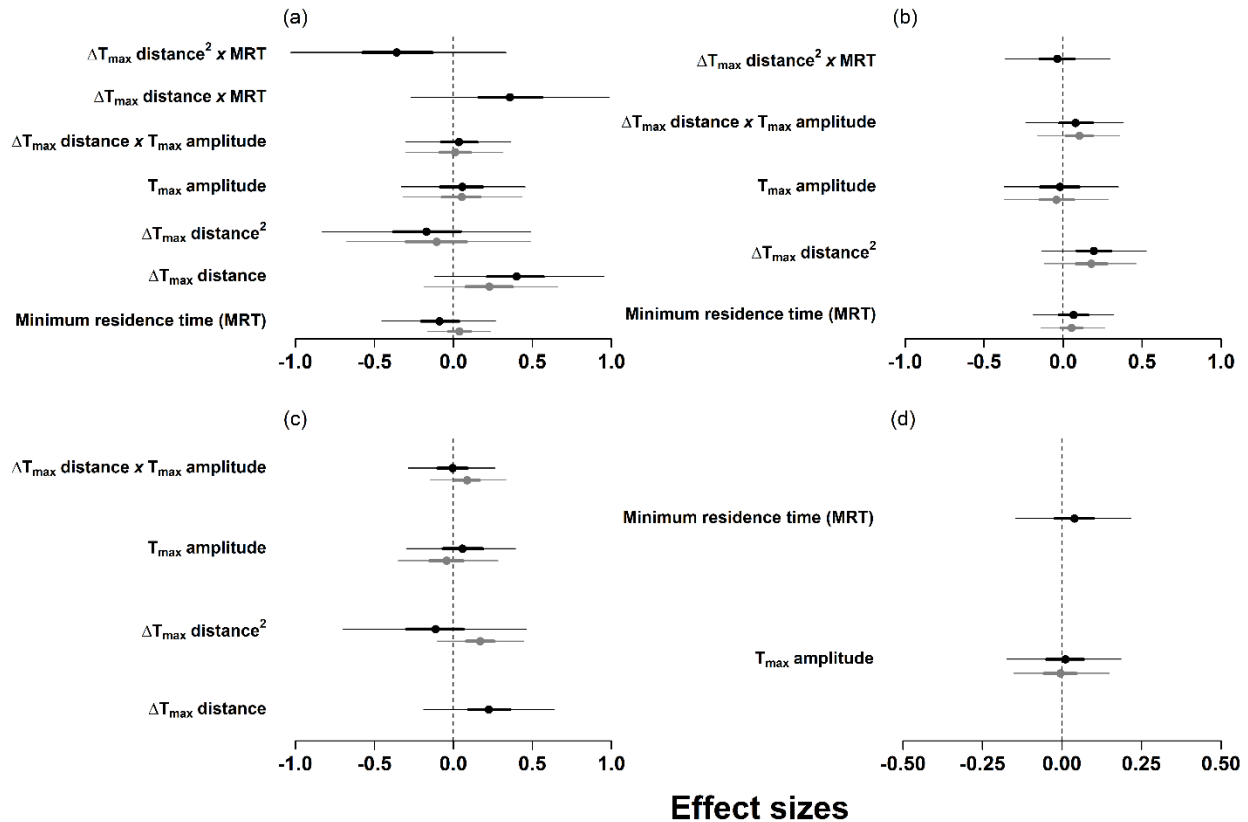 (a)
ΔTmax distance² x MRT
ΔTmax distance x MRT
ΔTmax distance x Tmax amplitude
Tmax amplitude
ΔTmax distance²
ΔTmax distance
Minimum residence time (MRT)
-1.0 -0.5 0.0 0.5 1.0
(b)
ΔTmax distance² x MRT
ΔTmax distance x Tmax amplitude
Tmax amplitude
ΔTmax distance²
Minimum residence time (MRT)
-1.0 -0.5 0.0 0.5 1.0
(c)
ΔTmax distance x Tmax amplitude
Tmax amplitude
ΔTmax distance²
ΔTmax distance
-1.0 -0.5 0.0 0.5 1.0
(d)
Minimum residence time (MRT)
Tmax amplitude
-0.50 -0.25 0.00 0.25 0.50
Effect sizes